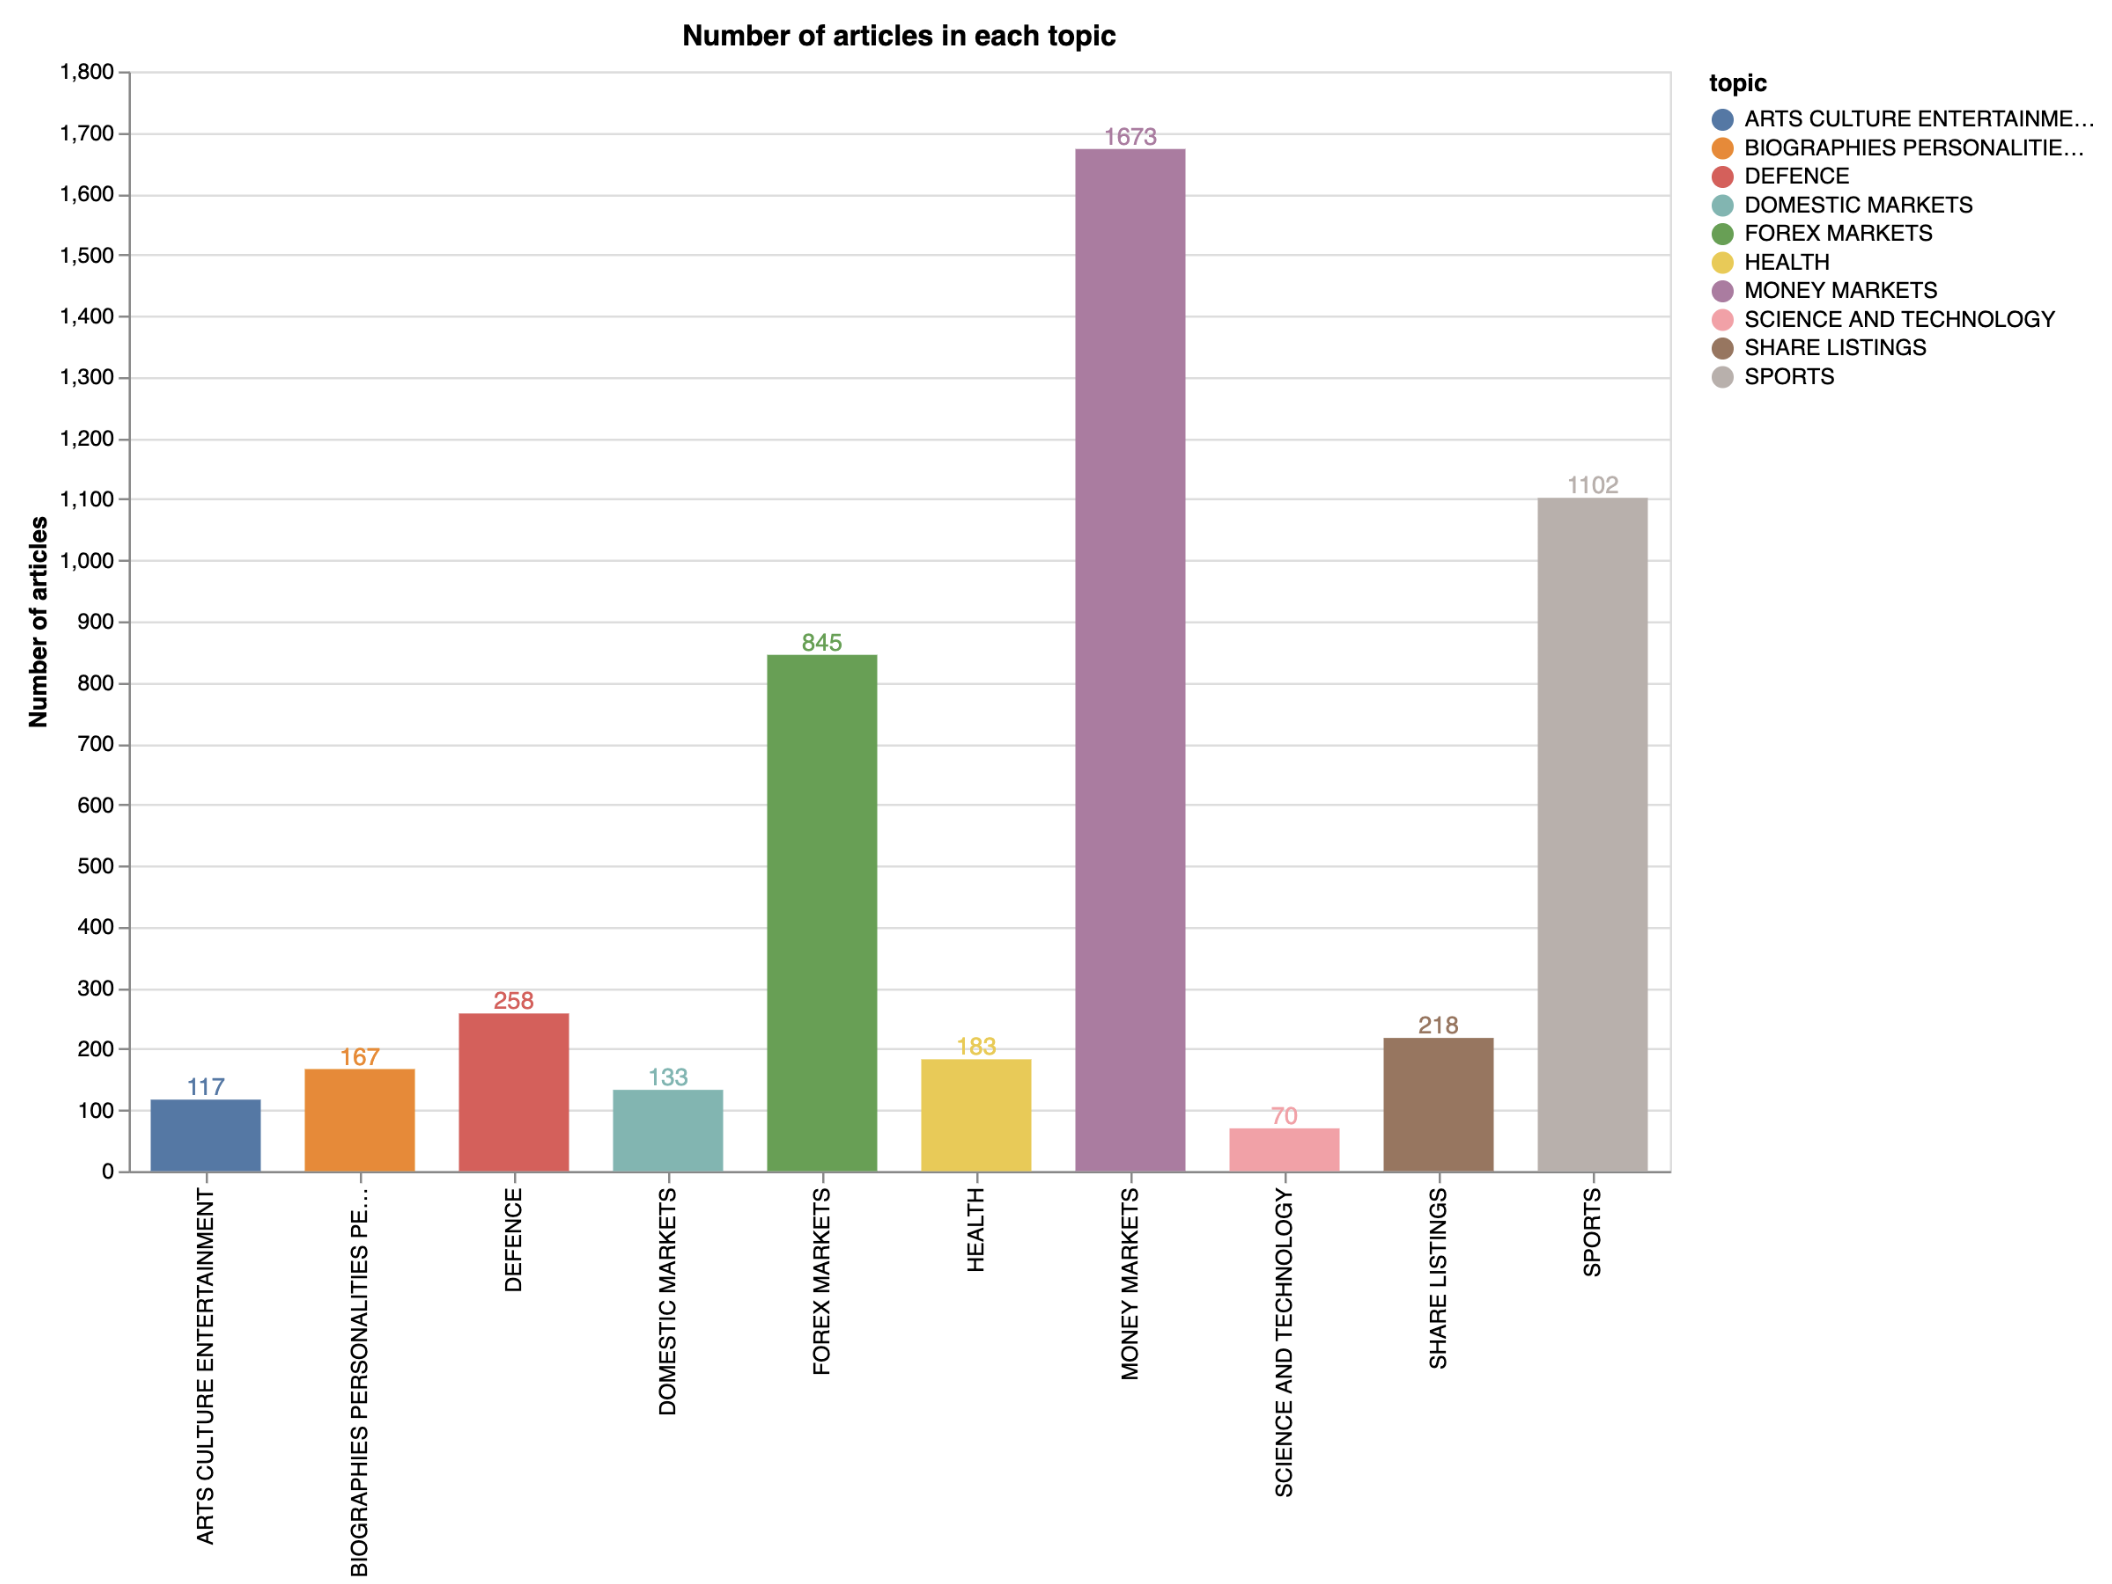 Number of articles in each topic
Number of articles
1,800
1,700
1,600
1,500
1,400
1,300
1,200
1,100
1,000
900
800
700
600
500
400
300
200
100
0
117
167
258
133
845
183
1673
70
218
1102
ARTS CULTURE ENTERTAINMENT
BIOGRAPHIES PERSONALITIES PE…
DEFENCE
DOMESTIC MARKETS
FOREX MARKETS
HEALTH
MONEY MARKETS
SCIENCE AND TECHNOLOGY
SHARE LISTINGS
SPORTS
topic
ARTS CULTURE ENTERTAINME…
BIOGRAPHIES PERSONALITIE…
DEFENCE
DOMESTIC MARKETS
FOREX MARKETS
HEALTH
MONEY MARKETS
SCIENCE AND TECHNOLOGY
SHARE LISTINGS
SPORTS